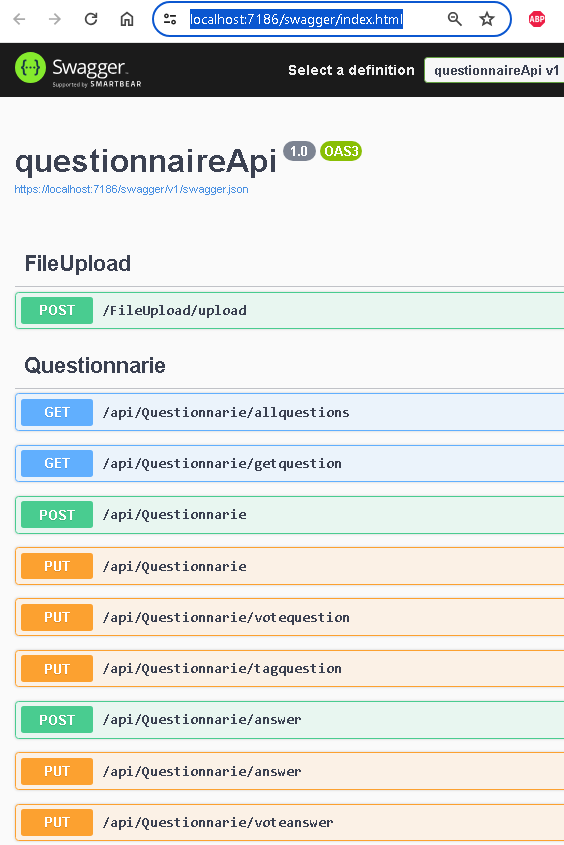 localhost:7186/swagger/index.html
ABP
Swagger
Supported by SMARTBEAR
Select a definition
questionnaireApi v1
questionnaireApi 1.0 OAS3
https://localhost:7186/swagger/v1/swagger.json
FileUpload
POST /FileUpload/upload
Questionnarie
GET /api/Questionnarie/allquestions
GET /api/Questionnarie/getquestion
POST /api/Questionnarie
PUT /api/Questionnarie
PUT /api/Questionnarie/votequestion
PUT /api/Questionnarie/tagquestion
POST /api/Questionnarie/answer
PUT /api/Questionnarie/answer
PUT /api/Questionnarie/voteanswer